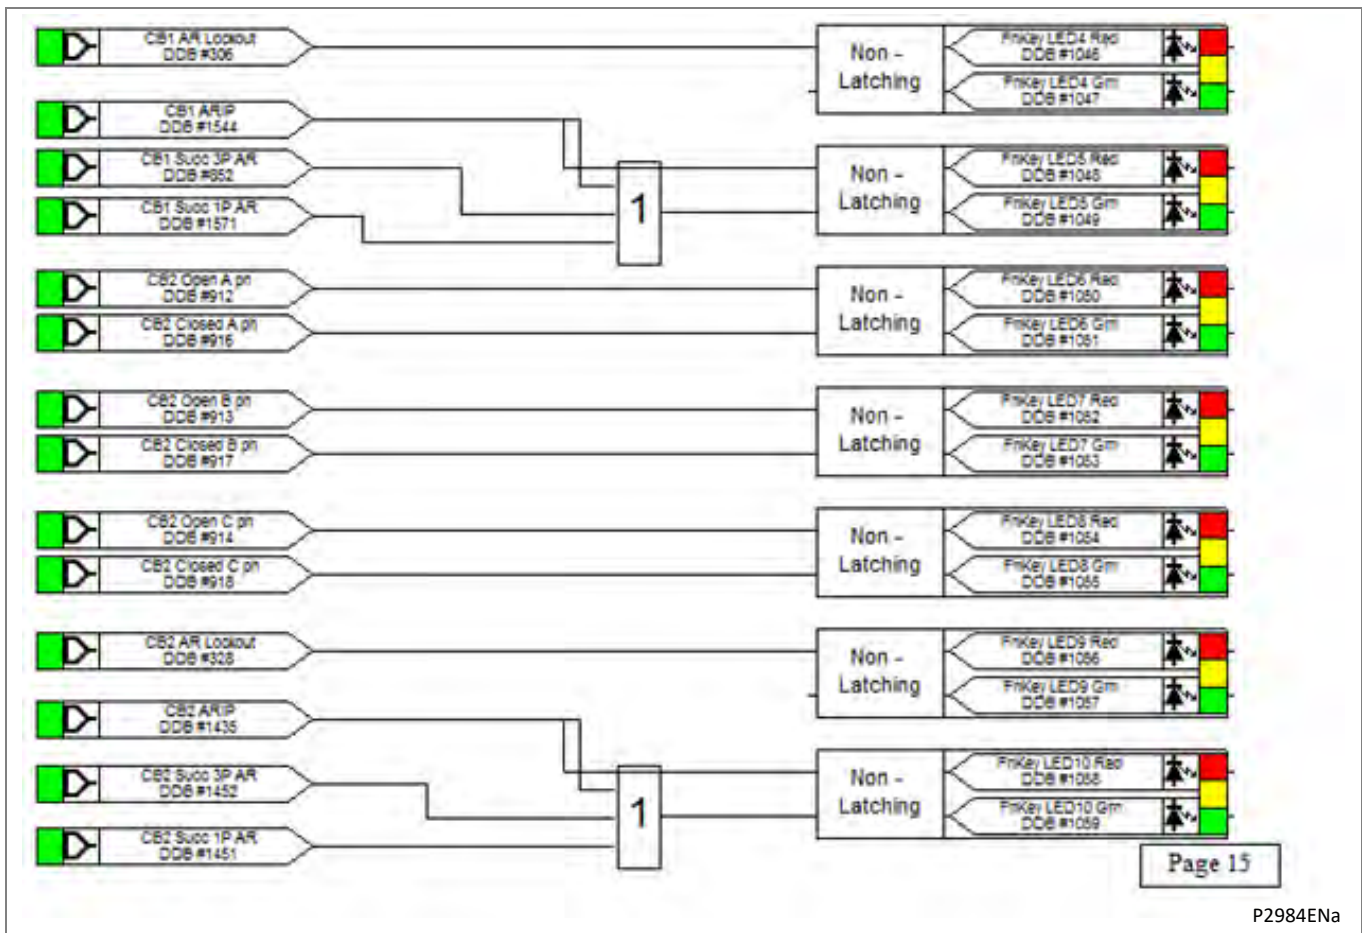 CB1 AR Lockout
DDB #306
Non -
Latching
FnKey LED4 Red
DDB #1046
FnKey LED4 Grn
DDB #1047
CB1 ARIP
DDB #1544
CB1 Succ 3P AR
DDB #852
CB1 Succ 1P AR
DDB #1571
1
Non -
Latching
FnKey LED5 Red
DDB #1048
FnKey LED5 Grn
DDB #1049
CB2 Open A ph
DDB #912
CB2 Closed A ph
DDB #916
Non -
Latching
FnKey LED6 Red
DDB #1050
FnKey LED6 Grn
DDB #1051
CB2 Open B ph
DDB #913
CB2 Closed B ph
DDB #917
Non -
Latching
FnKey LED7 Red
DDB #1052
FnKey LED7 Grn
DDB #1053
CB2 Open C ph
DDB #914
CB2 Closed C ph
DDB #918
Non -
Latching
FnKey LED8 Red
DDB #1054
FnKey LED8 Grn
DDB #1055
CB2 AR Lockout
DDB #328
Non -
Latching
FnKey LED9 Red
DDB #1056
FnKey LED9 Grn
DDB #1057
CB2 ARIP
DDB #1435
CB2 Succ 3P AR
DDB #1452
CB2 Succ 1P AR
DDB #1451
1
Non -
Latching
FnKey LED10 Red
DDB #1058
FnKey LED10 Grn
DDB #1059
Page 15
P2984ENa